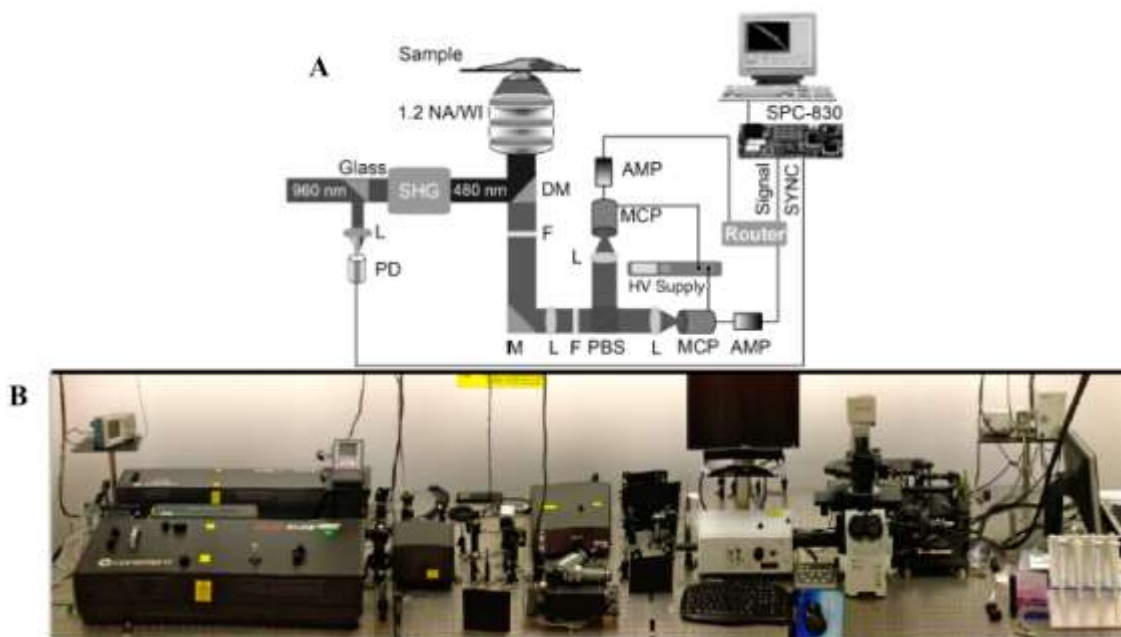 A
Sample
1.2 NA/WI
SPC-830
Glass
AMP
Signal
SYNC
960 nm
SHG
480 nm
DM
MCP
Router
L
F
L
PD
HV Supply
M
L
F
PBS
L
MCP
AMP
B
COHERENT